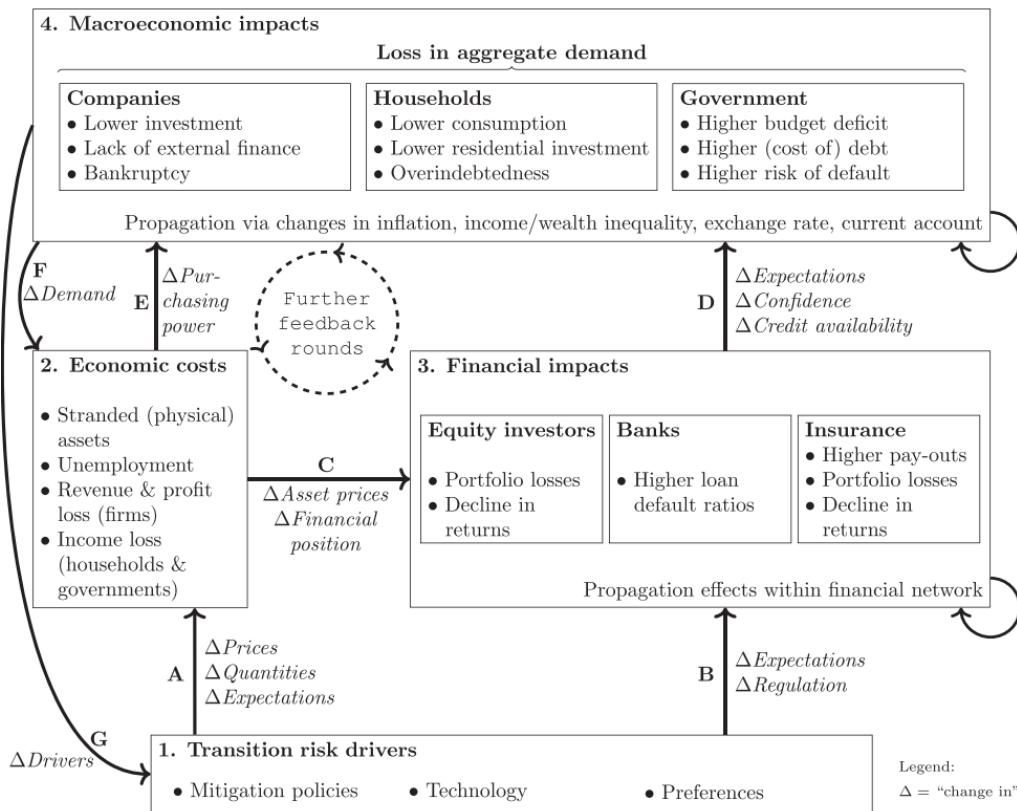 4. Macroeconomic impacts
Loss in aggregate demand
Companies
• Lower investment
• Lack of external finance
• Bankruptcy
Households
• Lower consumption
• Lower residential investment
• Overindebtedness
Government
• Higher budget deficit
• Higher (cost of) debt
• Higher risk of default
Propagation via changes in inflation, income/wealth inequality, exchange rate, current account
F
ΔDemand
E
ΔPur-
chasing
power
Further
feedback
rounds
D
ΔExpectations
ΔConfidence
ΔCredit availability
2. Economic costs
• Stranded (physical)
assets
• Unemployment
• Revenue & profit
loss (firms)
• Income loss
(households &
governments)
C
ΔAsset prices
ΔFinancial
position
3. Financial impacts
Equity investors
• Portfolio losses
• Decline in
returns
Banks
• Higher loan
default ratios
Insurance
• Higher pay-outs
• Portfolio losses
• Decline in
returns
Propagation effects within financial network
A
ΔPrices
ΔQuantities
ΔExpectations
B
ΔExpectations
ΔRegulation
G
ΔDrivers
1. Transition risk drivers
• Mitigation policies
• Technology
• Preferences
Legend:
Δ = “change in”